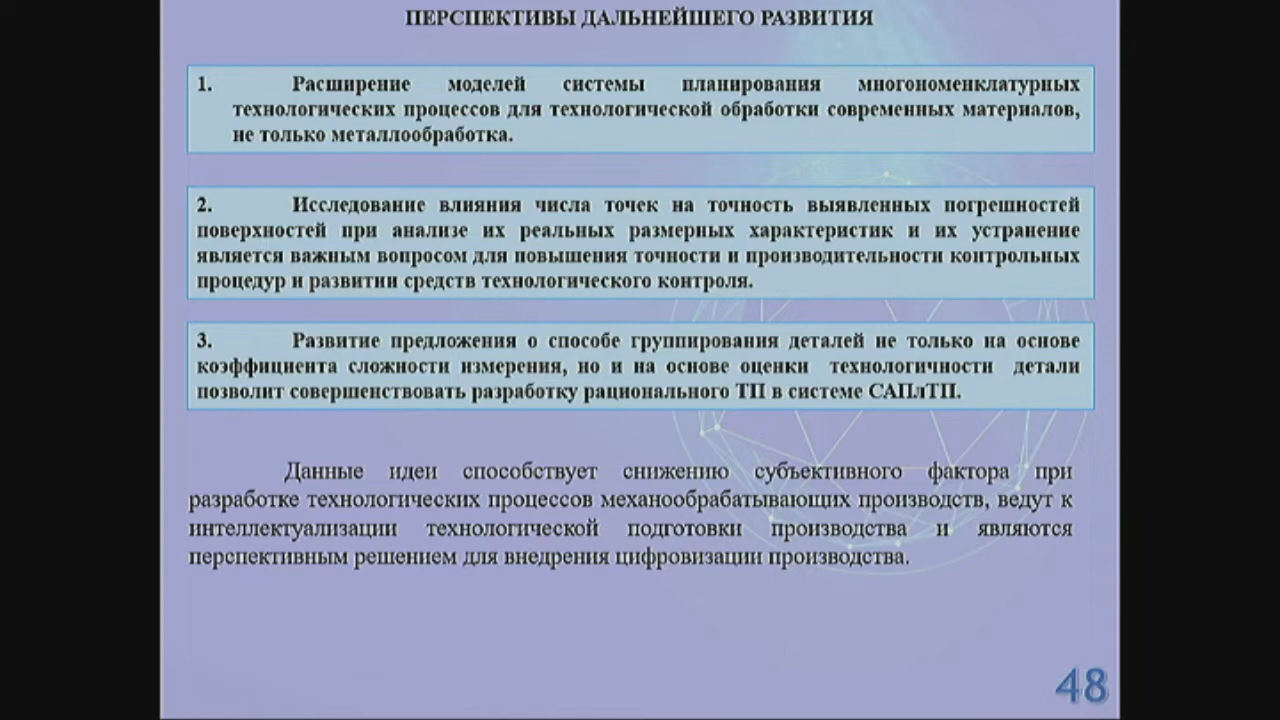 ПЕРСПЕКТИВЫ ДАЛЬНЕЙШЕГО РАЗВИТИЯ
1. Расширение моделей системы планирования многономенклатурных
технологических процессов для технологической обработки современных материалов,
не только металлообработка.
2. Исследование влияния числа точек на точность выявленных погрешностей
поверхностей при анализе их реальных размерных характеристик и их устранение
является важным вопросом для повышения точности и производительности контрольных
процедур и развитии средств технологического контроля.
3. Развитие предложения о способе группирования деталей не только на основе
коэффициента сложности измерения, но и на основе оценки технологичности детали
позволит совершенствовать разработку рационального ТП в системе САПлТП.
Данные идеи способствует снижению субъективного фактора при
разработке технологических процессов механообрабатывающих производств, ведут к
интеллектуализации технологической подготовки производства и являются
перспективным решением для внедрения цифровизации производства.
48